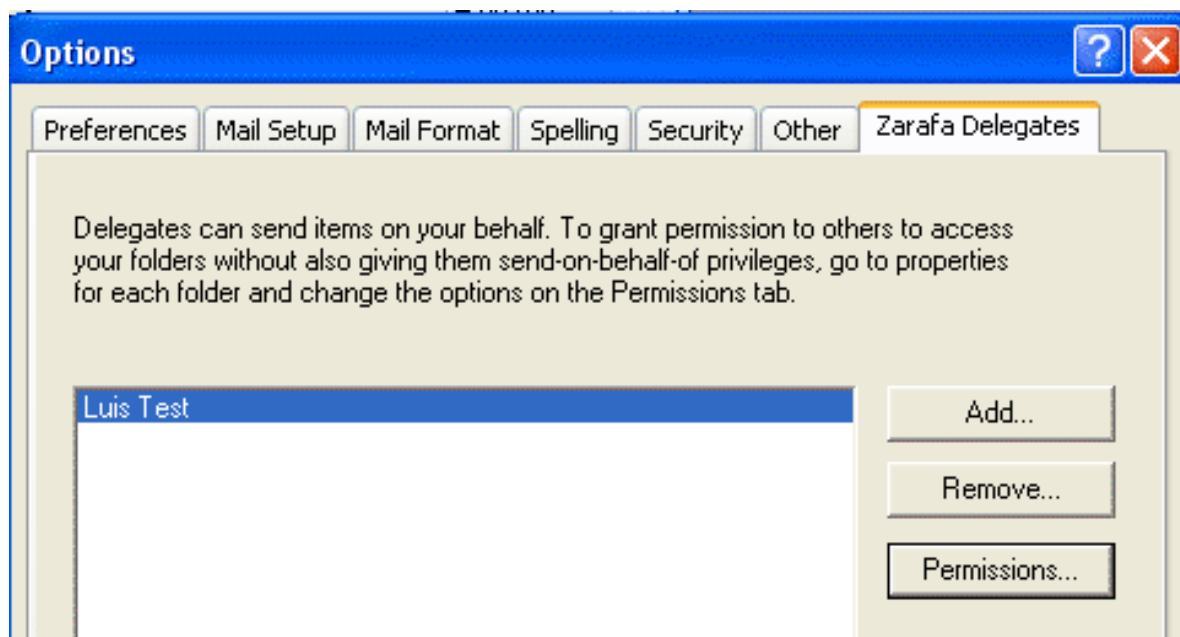 Options
Preferences Mail Setup Mail Format Spelling Security Other Zarafa Delegates
Delegates can send items on your behalf. To grant permission to others to access
your folders without also giving them send-on-behalf-of privileges, go to properties
for each folder and change the options on the Permissions tab.
Luis Test
Add...
Remove...
Permissions...